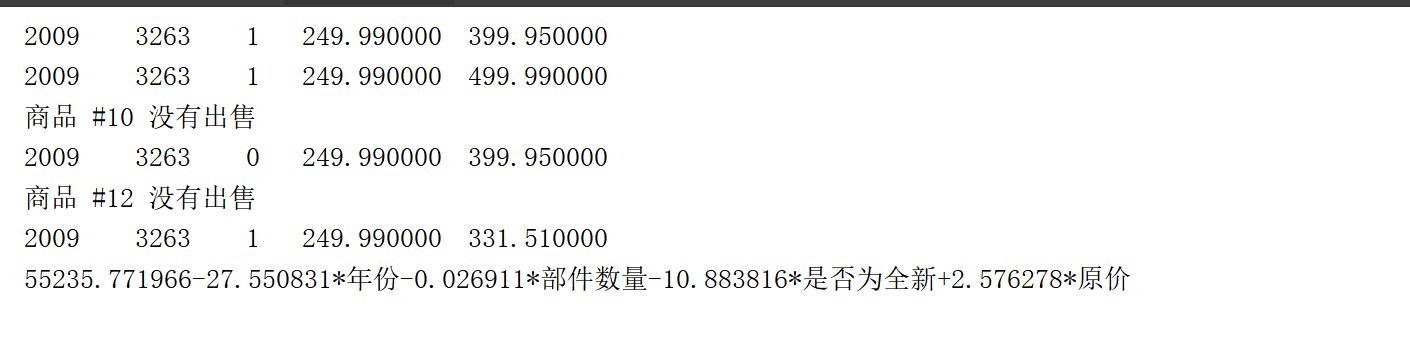 2009 3263 1 249.990000 399.950000
2009 3263 1 249.990000 499.990000
商品 #10 没有出售
2009 3263 0 249.990000 399.950000
商品 #12 没有出售
2009 3263 1 249.990000 331.510000
55235.771966-27.550831*年份-0.026911*部件数量-10.883816*是否为全新+2.576278*原价